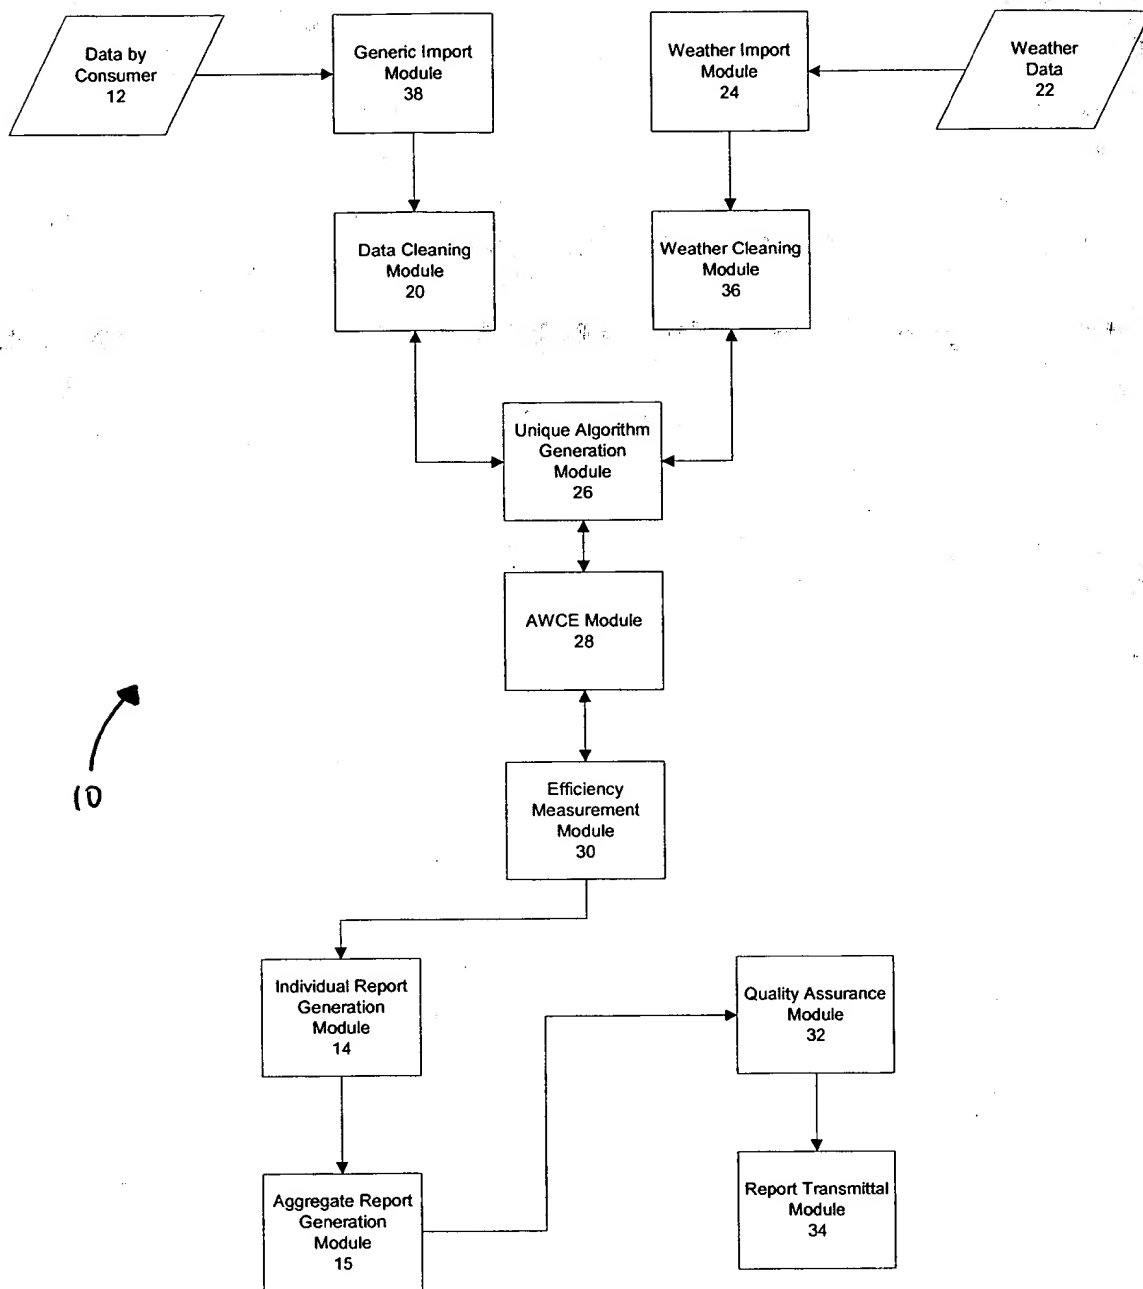 Data by
Consumer
12
Generic Import
Module
38
Weather Import
Module
24
Weather
Data
22
Data Cleaning
Module
20
Weather Cleaning
Module
36
Unique Algorithm
Generation
Module
26
AWCE Module
28
10
Efficiency
Measurement
Module
30
Individual Report
Generation
Module
14
Quality Assurance
Module
32
Aggregate Report
Generation
Module
15
Report Transmittal
Module
34